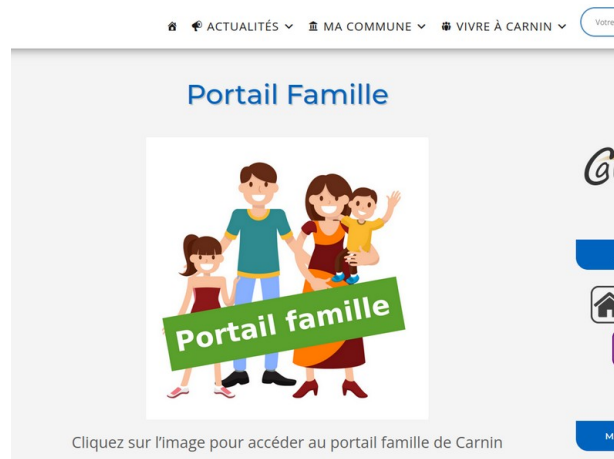 ACTUALITÉS MA COMMUNE VIVRE À CARNIN Votre
Portail Famille
Portail famille
Cliquez sur l'image pour accéder au portail famille de Carnin